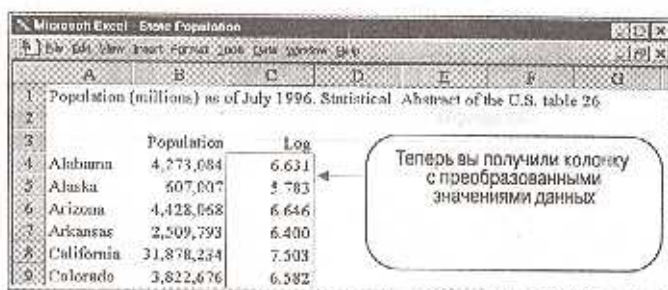 Microsoft Excel - State Population
File Edit View Insert Format Tools Data Window Help
A B C D E F G
1 Population (millions) as of July 1996. Statistical Abstract of the U.S. table 26
2
3 Population Log
4 Alabama 4,273,084 6.631
5 Alaska 607,007 5.783
6 Arizona 4,428,068 6.646
7 Arkansas 2,509,793 6.400
8 California 31,878,234 7.503
9 Colorado 3,822,676 6.582
Теперь вы получили колонку
с преобразованными
значениями данных